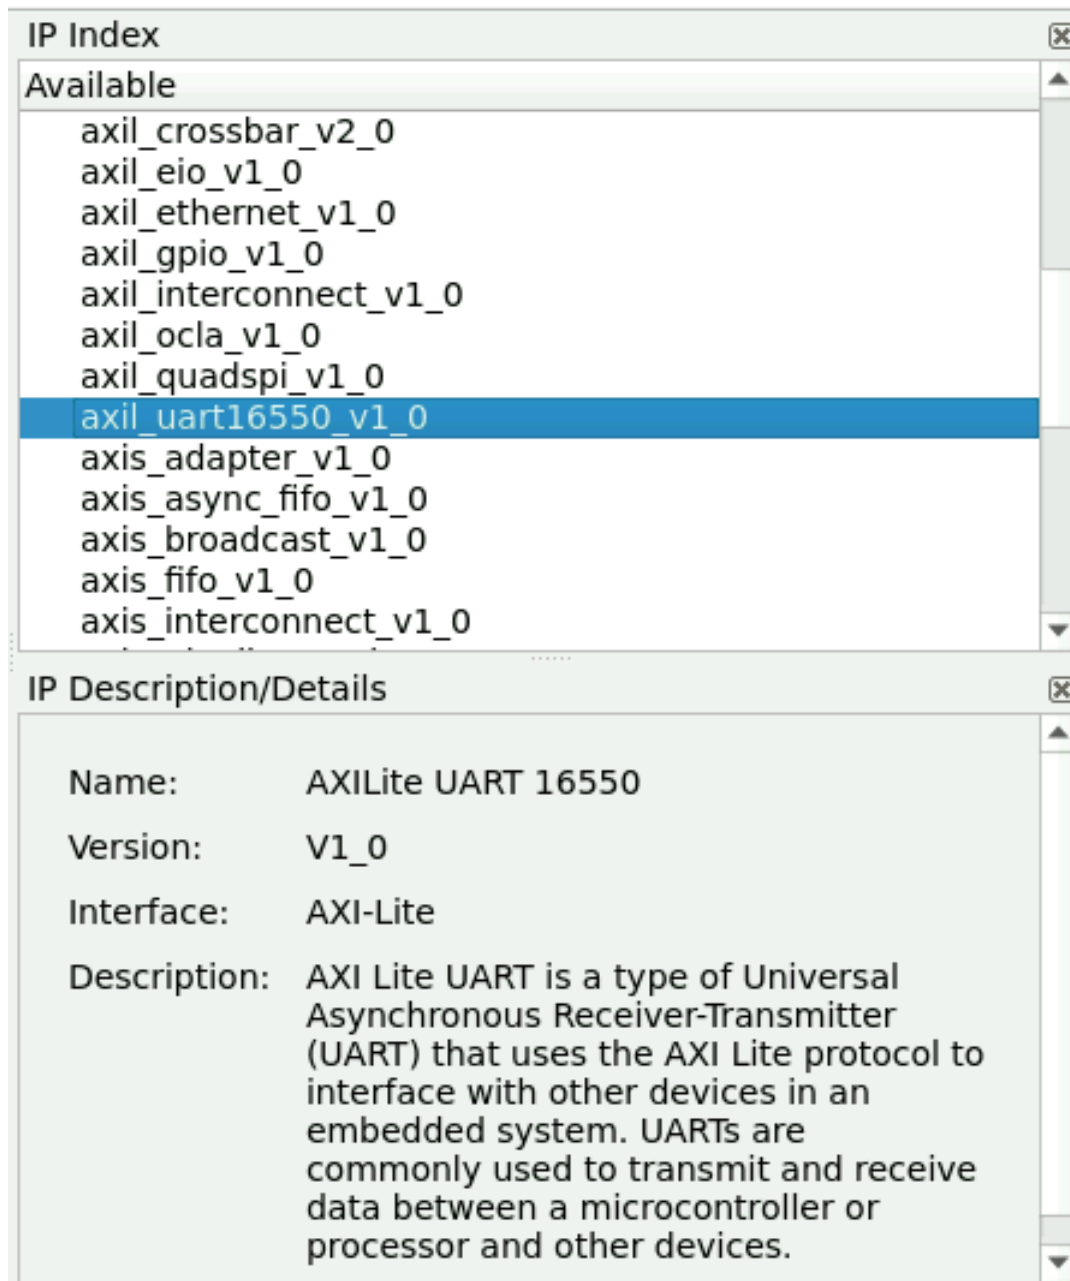 IP Index
Available
axil_crossbar_v2_0
axil_eio_v1_0
axil_ethernet_v1_0
axil_gpio_v1_0
axil_interconnect_v1_0
axil_ocla_v1_0
axil_quadspi_v1_0
axil_uart16550_v1_0
axis_adapter_v1_0
axis_async_fifo_v1_0
axis_broadcast_v1_0
axis_fifo_v1_0
axis_interconnect_v1_0
IP Description/Details
Name: AXILite UART 16550
Version: V1_0
Interface: AXI-Lite
Description: AXI Lite UART is a type of Universal
Asynchronous Receiver-Transmitter
(UART) that uses the AXI Lite protocol to
interface with other devices in an
embedded system. UARTs are
commonly used to transmit and receive
data between a microcontroller or
processor and other devices.